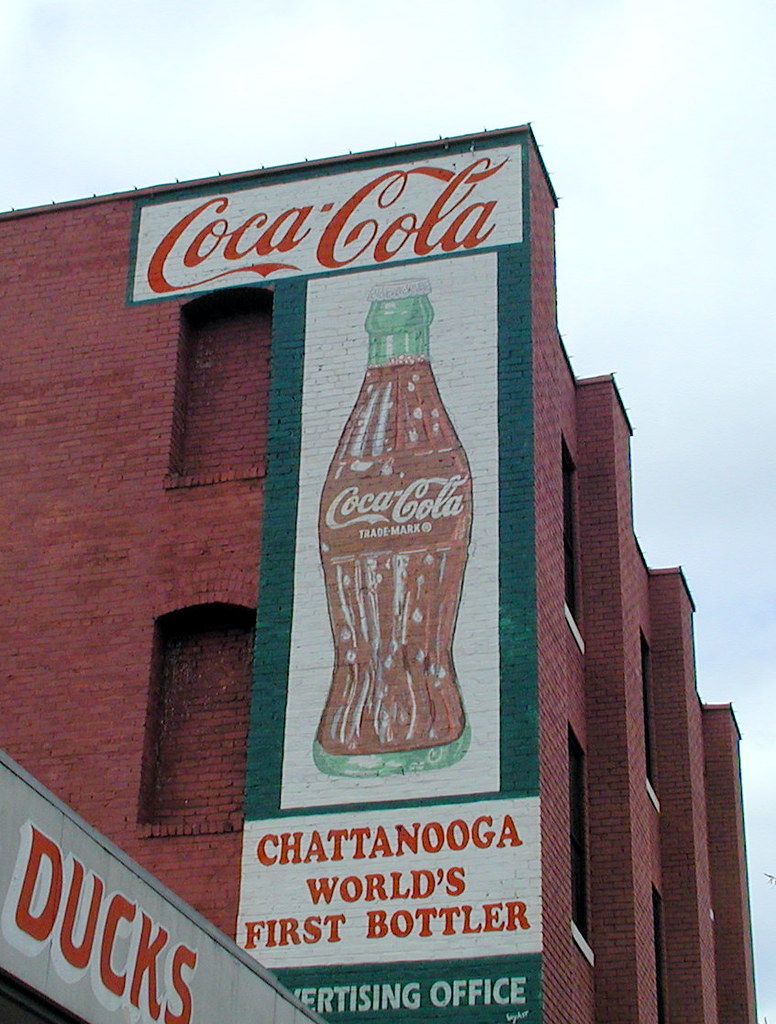 Coca-Cola
Coca-Cola
TRADE-MARK ®
CHATTANOOGA
WORLD'S
FIRST BOTTLER
VERTISING OFFICE
DUCKS